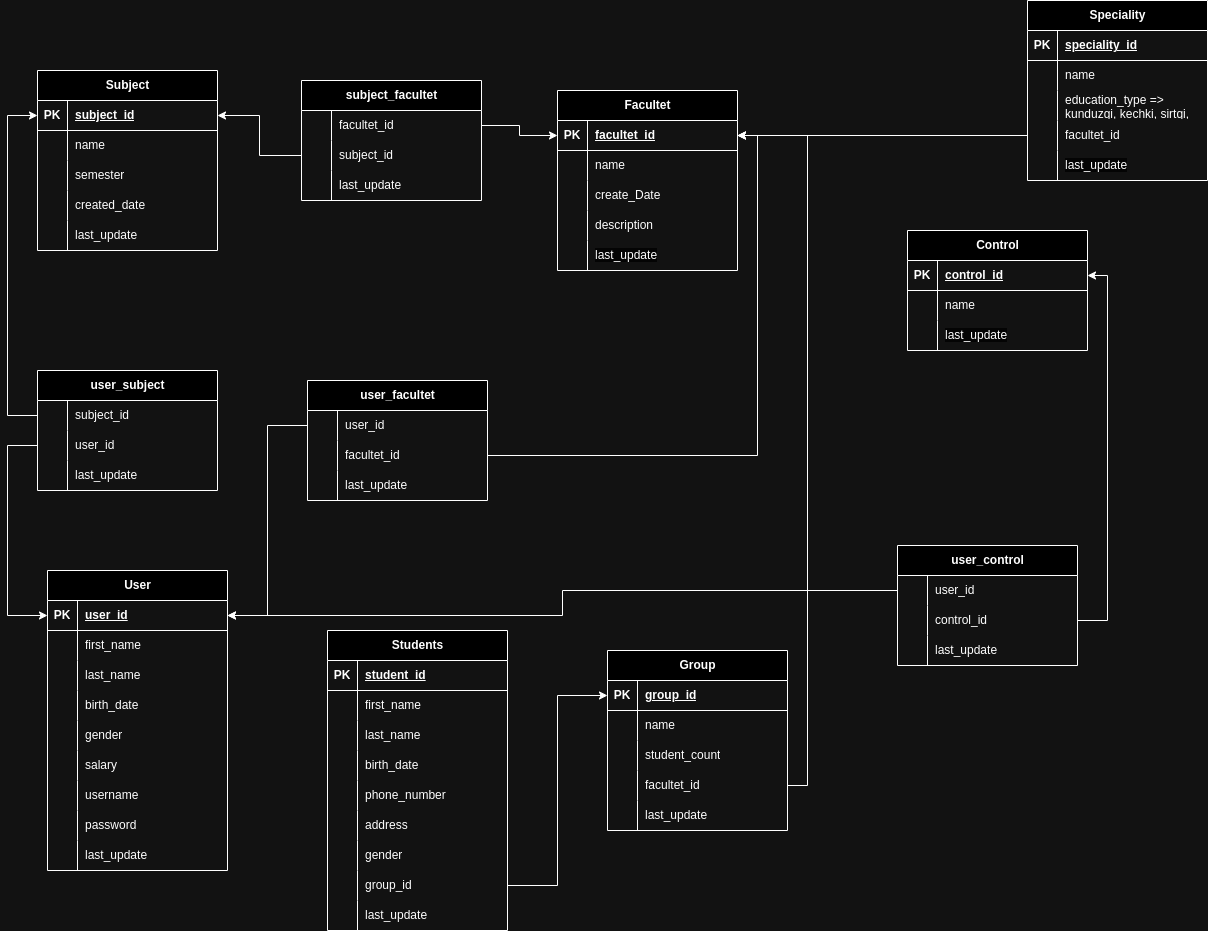 Speciality
PK speciality_id
name
education_type =>
kunduzgi, kechki, sirtqi,
facultet_id
last_update
Subject
PK subject_id
name
semester
created_date
last_update
subject_facultet
facultet_id
subject_id
last_update
Facultet
PK facultet_id
name
create_Date
description
last_update
Control
PK control_id
name
last_update
user_subject
subject_id
user_id
last_update
user_facultet
user_id
facultet_id
last_update
user_control
user_id
control_id
last_update
User
PK user_id
first_name
last_name
birth_date
gender
salary
username
password
last_update
Students
PK student_id
first_name
last_name
birth_date
phone_number
address
gender
group_id
last_update
Group
PK group_id
name
student_count
facultet_id
last_update